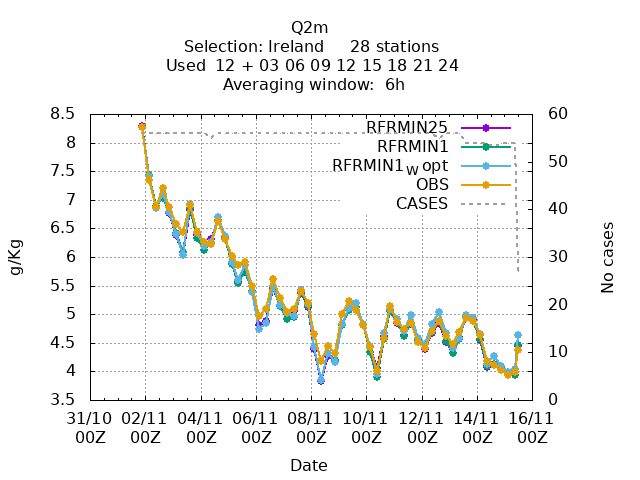 Q2m
Selection: Ireland     28 stations
Used  12 + 03 06 09 12 15 18 21 24
Averaging window:  6h
8.5
8
7.5
7
6.5
6
5.5
5
4.5
4
3.5
60
50
40
30
20
10
0
g/Kg
No cases
RFRMIN25
RFRMIN1
RFRMIN1w opt
OBS
CASES
31/10 02/11 04/11 06/11 08/11 10/11 12/11 14/11 16/11
00Z 00Z 00Z 00Z 00Z 00Z 00Z 00Z 00Z
Date